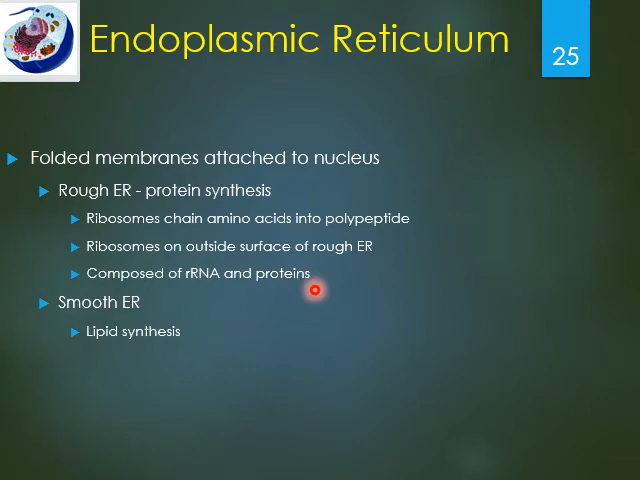 Endoplasmic Reticulum
25
Folded membranes attached to nucleus
Rough ER - protein synthesis
Ribosomes chain amino acids into polypeptide
Ribosomes on outside surface of rough ER
Composed of rRNA and proteins
Smooth ER
Lipid synthesis